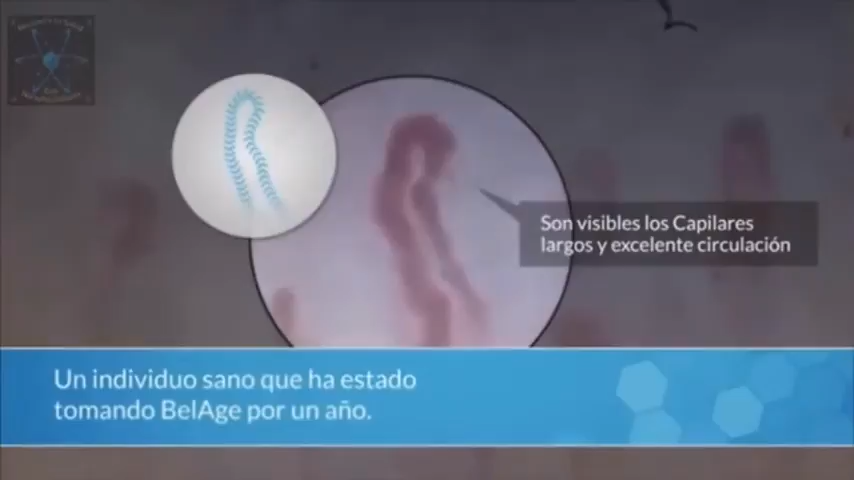 Son visibles los Capilares
largos y excelente circulación
Un individuo sano que ha estado
tomando BelAge por un año.